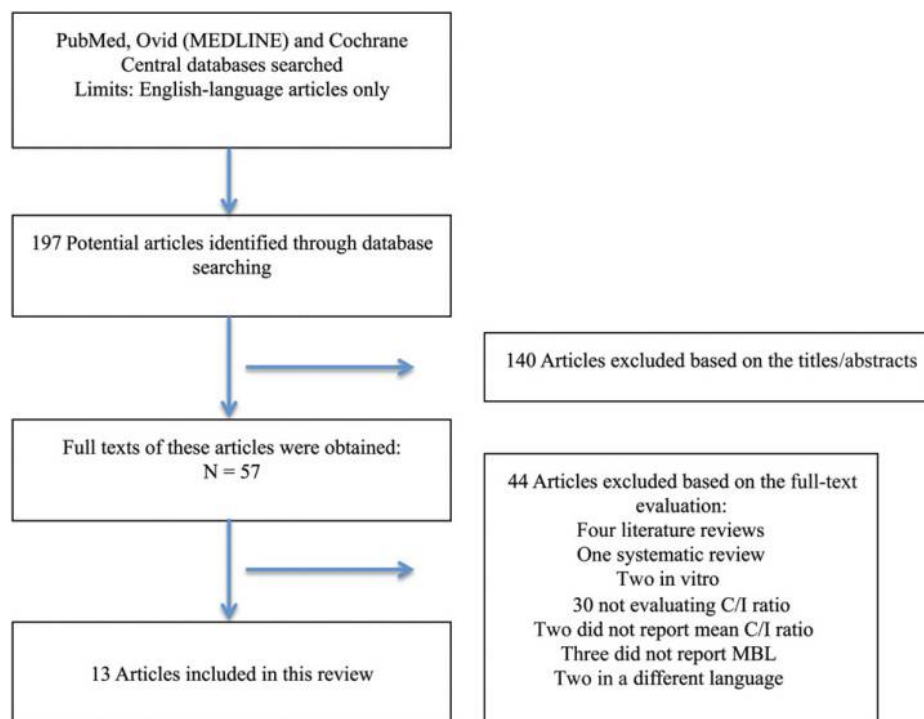 PubMed, Ovid (MEDLINE) and Cochrane
Central databases searched
Limits: English-language articles only
197 Potential articles identified through database
searching
140 Articles excluded based on the titles/abstracts
Full texts of these articles were obtained:
N = 57
44 Articles excluded based on the full-text
evaluation:
Four literature reviews
One systematic review
Two in vitro
30 not evaluating C/I ratio
Two did not report mean C/I ratio
Three did not report MBL
Two in a different language
13 Articles included in this review